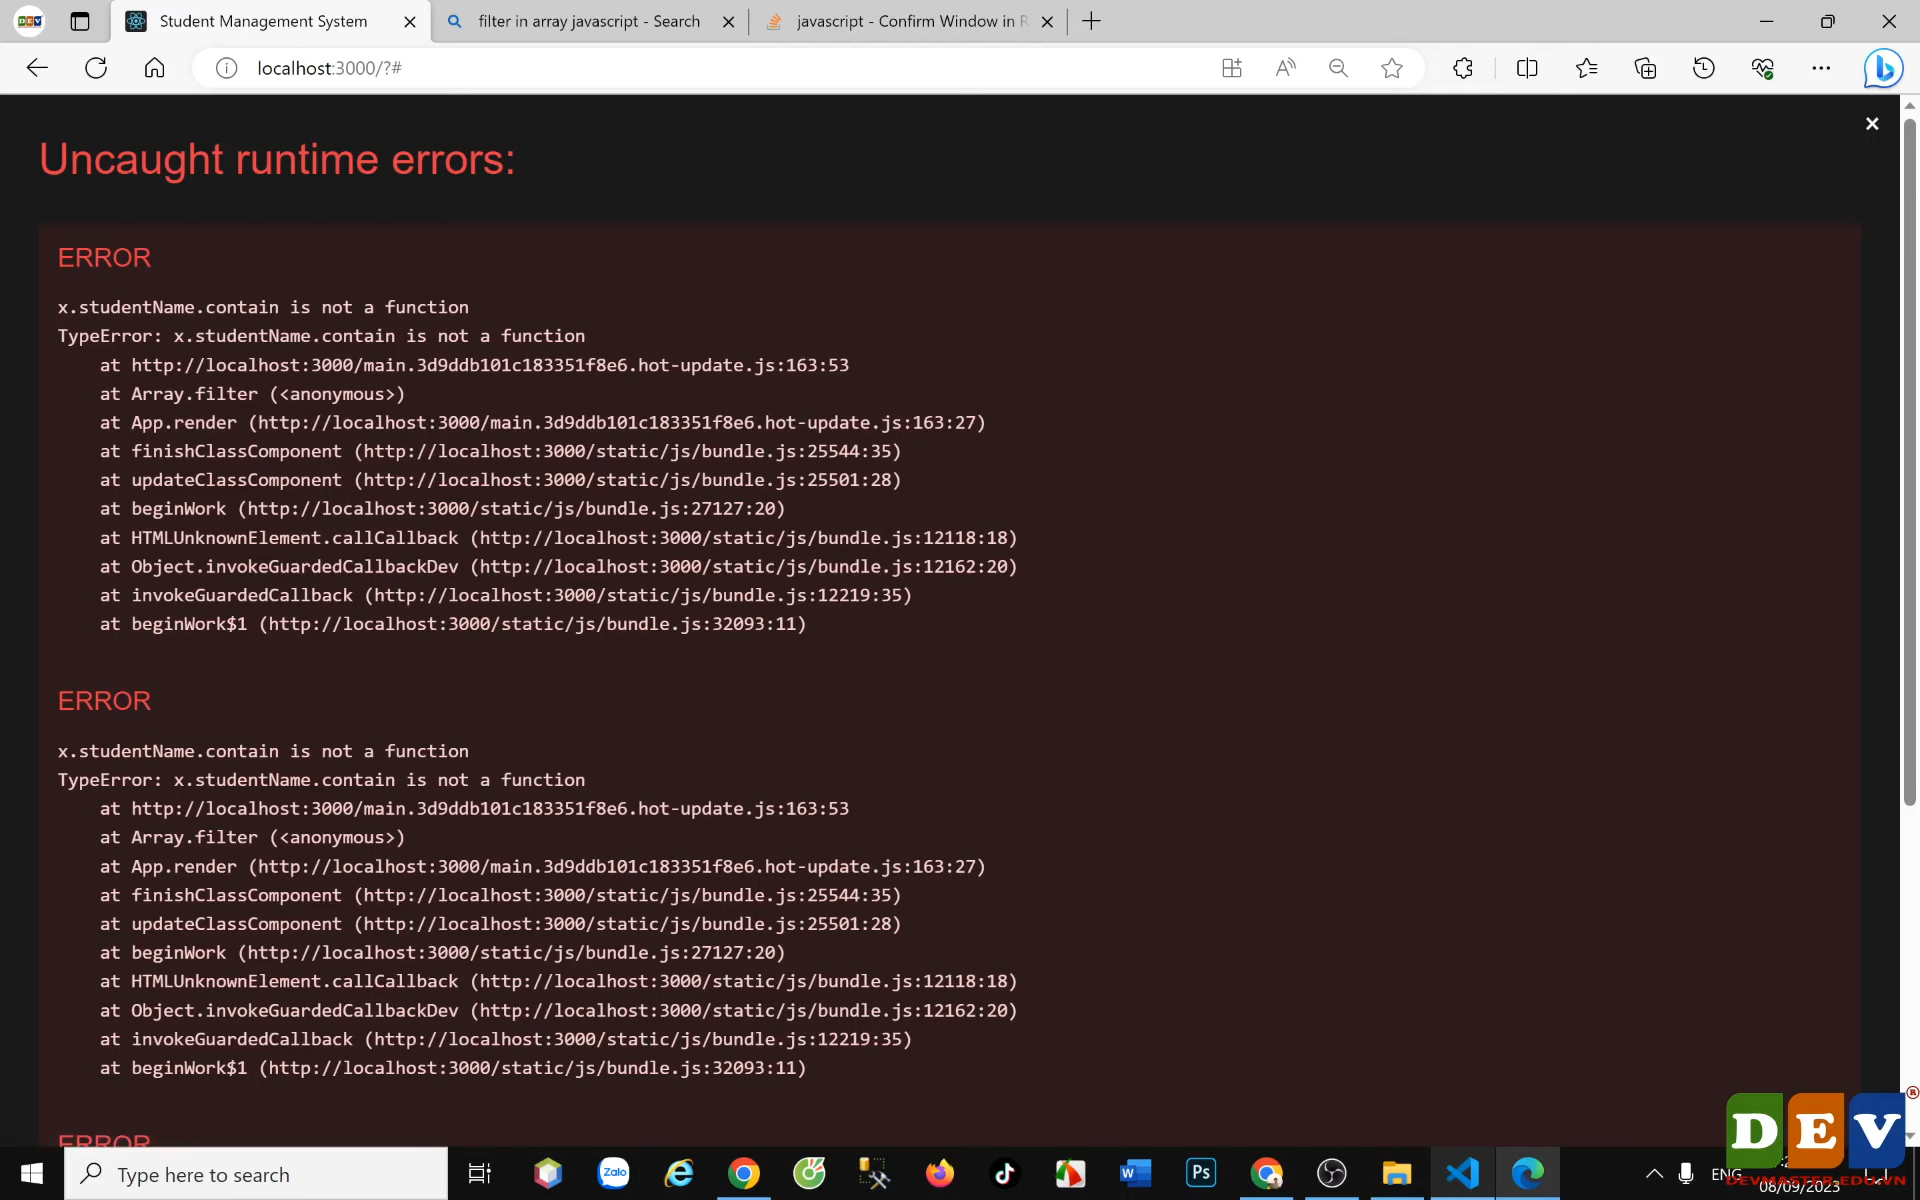 DEV
Student Management System
filter in array javascript - Search
javascript - Confirm Window in R
localhost:3000/?#
Uncaught runtime errors:
ERROR
x.studentName.contain is not a function
TypeError: x.studentName.contain is not a function
at http://localhost:3000/main.3d9ddb101c183351f8e6.hot-update.js:163:53
at Array.filter (<anonymous>)
at App.render (http://localhost:3000/main.3d9ddb101c183351f8e6.hot-update.js:163:27)
at finishClassComponent (http://localhost:3000/static/js/bundle.js:25544:35)
at updateClassComponent (http://localhost:3000/static/js/bundle.js:25501:28)
at beginWork (http://localhost:3000/static/js/bundle.js:27127:20)
at HTMLUnknownElement.callCallback (http://localhost:3000/static/js/bundle.js:12118:18)
at Object.invokeGuardedCallbackDev (http://localhost:3000/static/js/bundle.js:12162:20)
at invokeGuardedCallback (http://localhost:3000/static/js/bundle.js:12219:35)
at beginWork$1 (http://localhost:3000/static/js/bundle.js:32093:11)
ERROR
x.studentName.contain is not a function
TypeError: x.studentName.contain is not a function
at http://localhost:3000/main.3d9ddb101c183351f8e6.hot-update.js:163:53
at Array.filter (<anonymous>)
at App.render (http://localhost:3000/main.3d9ddb101c183351f8e6.hot-update.js:163:27)
at finishClassComponent (http://localhost:3000/static/js/bundle.js:25544:35)
at updateClassComponent (http://localhost:3000/static/js/bundle.js:25501:28)
at beginWork (http://localhost:3000/static/js/bundle.js:27127:20)
at HTMLUnknownElement.callCallback (http://localhost:3000/static/js/bundle.js:12118:18)
at Object.invokeGuardedCallbackDev (http://localhost:3000/static/js/bundle.js:12162:20)
at invokeGuardedCallback (http://localhost:3000/static/js/bundle.js:12219:35)
at beginWork$1 (http://localhost:3000/static/js/bundle.js:32093:11)
ERROR
DEV®
Type here to search
Zalo
Ps
ENG
DEVMASTER.EDU.VN
08/09/2023